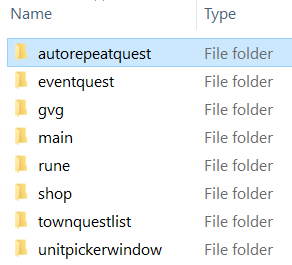 Name Type
autorepeatquest File folder
eventquest File folder
gvg File folder
main File folder
rune File folder
shop File folder
townquestlist File folder
unitpickerwindow File folder